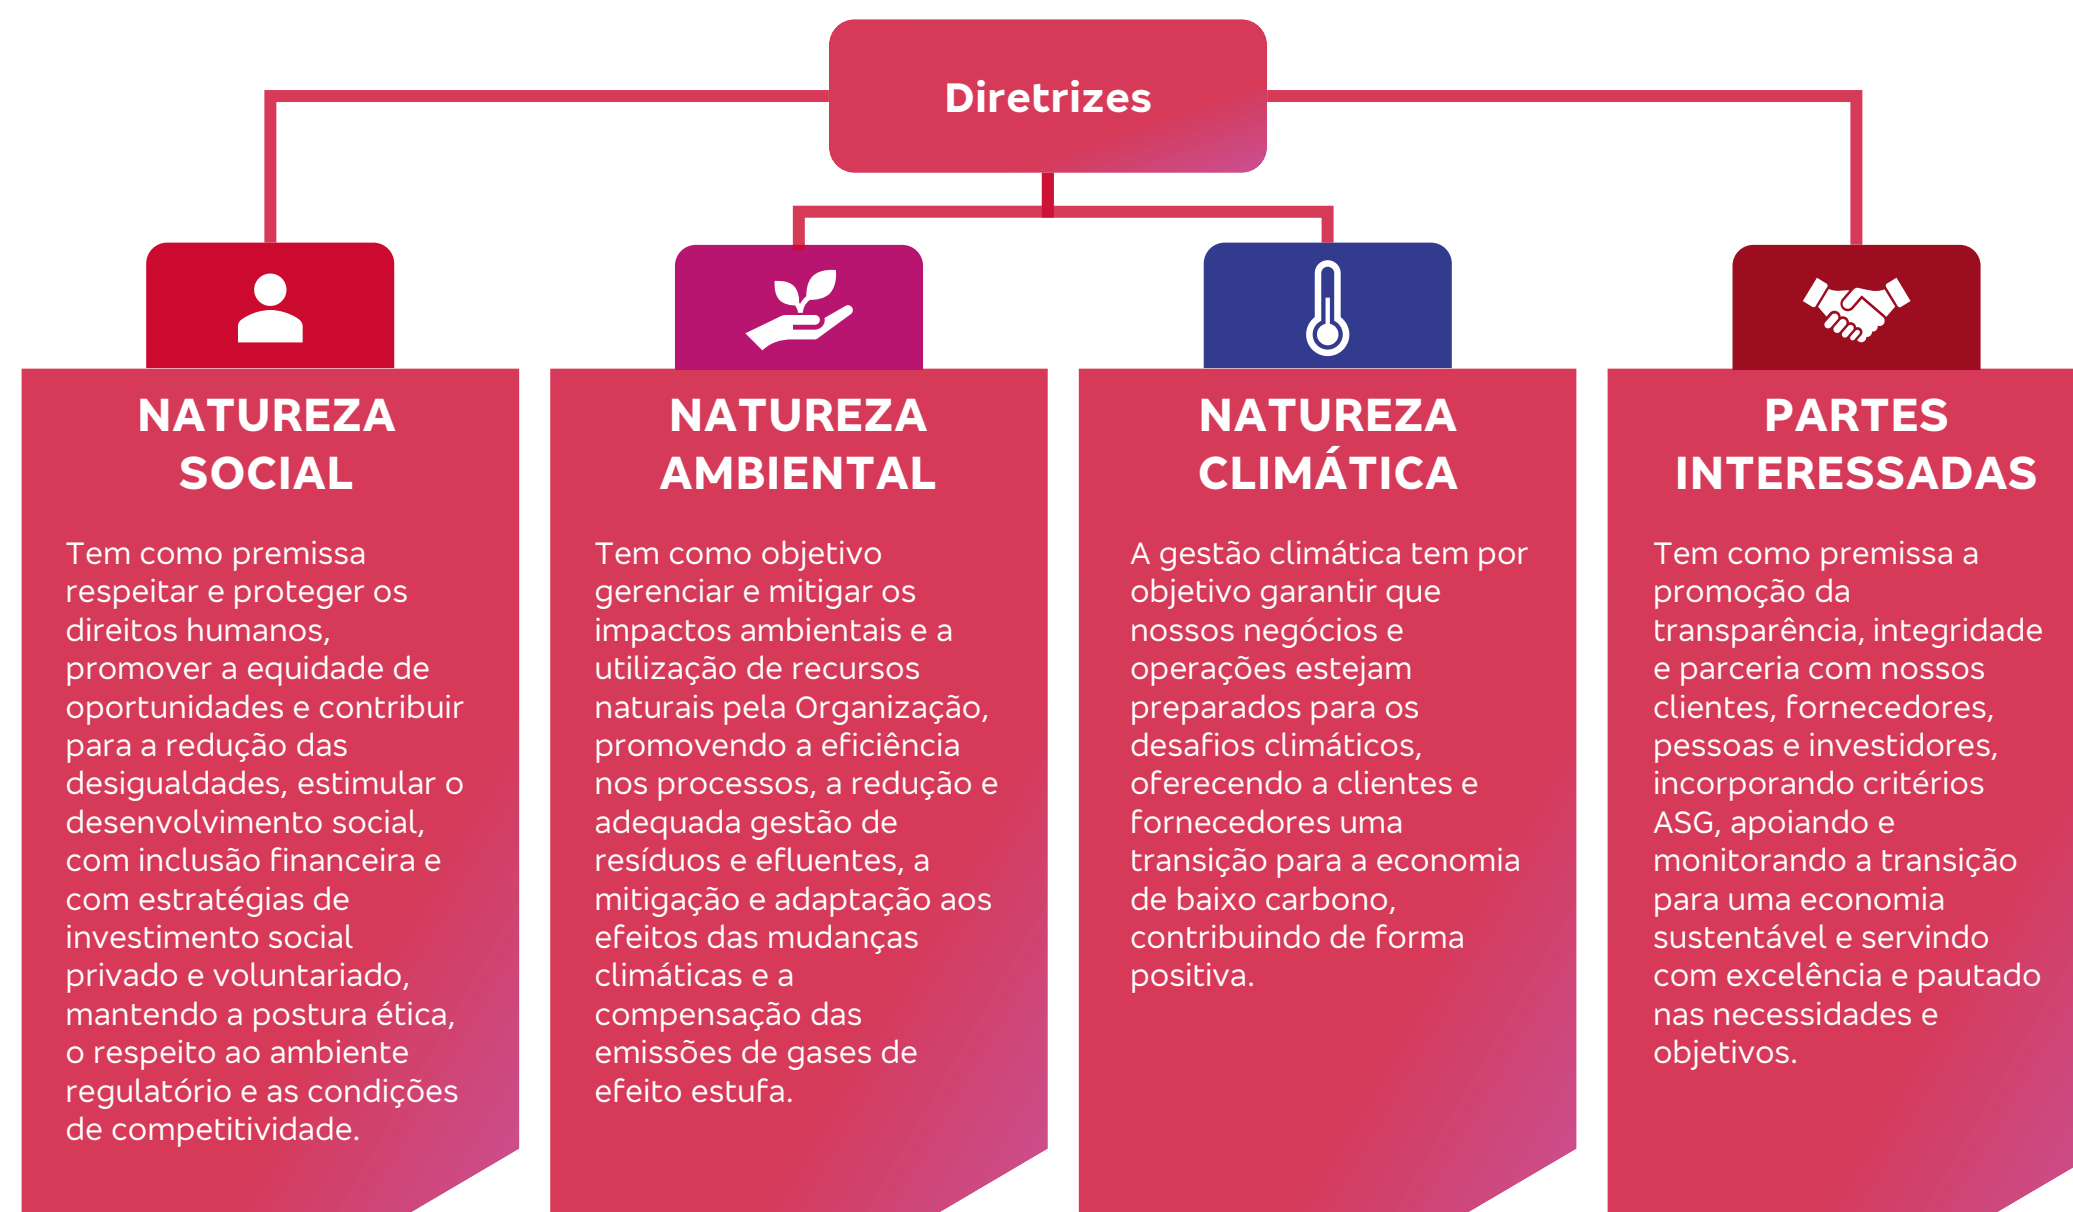 Diretrizes
NATUREZA
SOCIAL
Tem como premissa
respeitar e proteger os
direitos humanos,
promover a equidade de
oportunidades e contribuir
para a redução das
desigualdades, estimular o
desenvolvimento social,
com inclusão financeira e
com estratégias de
investimento social
privado e voluntariado,
mantendo a postura ética,
o respeito ao ambiente
regulatório e as condições
de competitividade.
NATUREZA
AMBIENTAL
Tem como objetivo
gerenciar e mitigar os
impactos ambientais e a
utilização de recursos
naturais pela Organização,
promovendo a eficiência
nos processos, a redução e
adequada gestão de
resíduos e efluentes, a
mitigação e adaptação aos
efeitos das mudanças
climáticas e a
compensação das
emissões de gases de
efeito estufa.
NATUREZA
CLIMÁTICA
A gestão climática tem por
objetivo garantir que
nossos negócios e
operações estejam
preparados para os
desafios climáticos,
oferecendo a clientes e
fornecedores uma
transição para a economia
de baixo carbono,
contribuindo de forma
positiva.
PARTES
INTERESSADAS
Tem como premissa a
promoção da
transparência, integridade
e parceria com nossos
clientes, fornecedores,
pessoas e investidores,
incorporando critérios
ASG, apoiando e
monitorando a transição
para uma economia
sustentável e servindo
com excelência e pautado
nas necessidades e
objetivos.